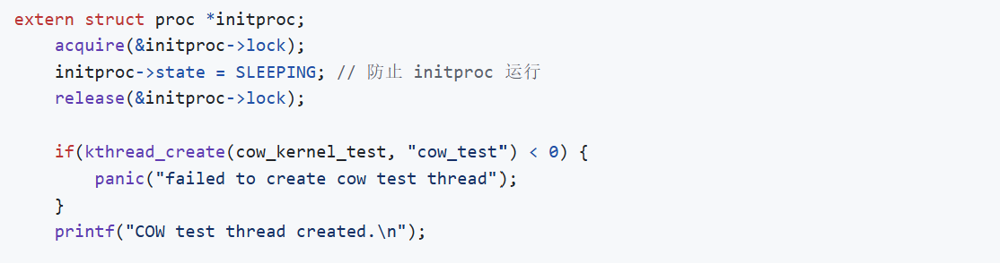 extern struct proc *initproc;
    acquire(&initproc->lock);
    initproc->state = SLEEPING; // 防止 initproc 运行
    release(&initproc->lock);

    if(kthread_create(cow_kernel_test, "cow_test") < 0) {
        panic("failed to create cow test thread");
    }
    printf("COW test thread created.\n");